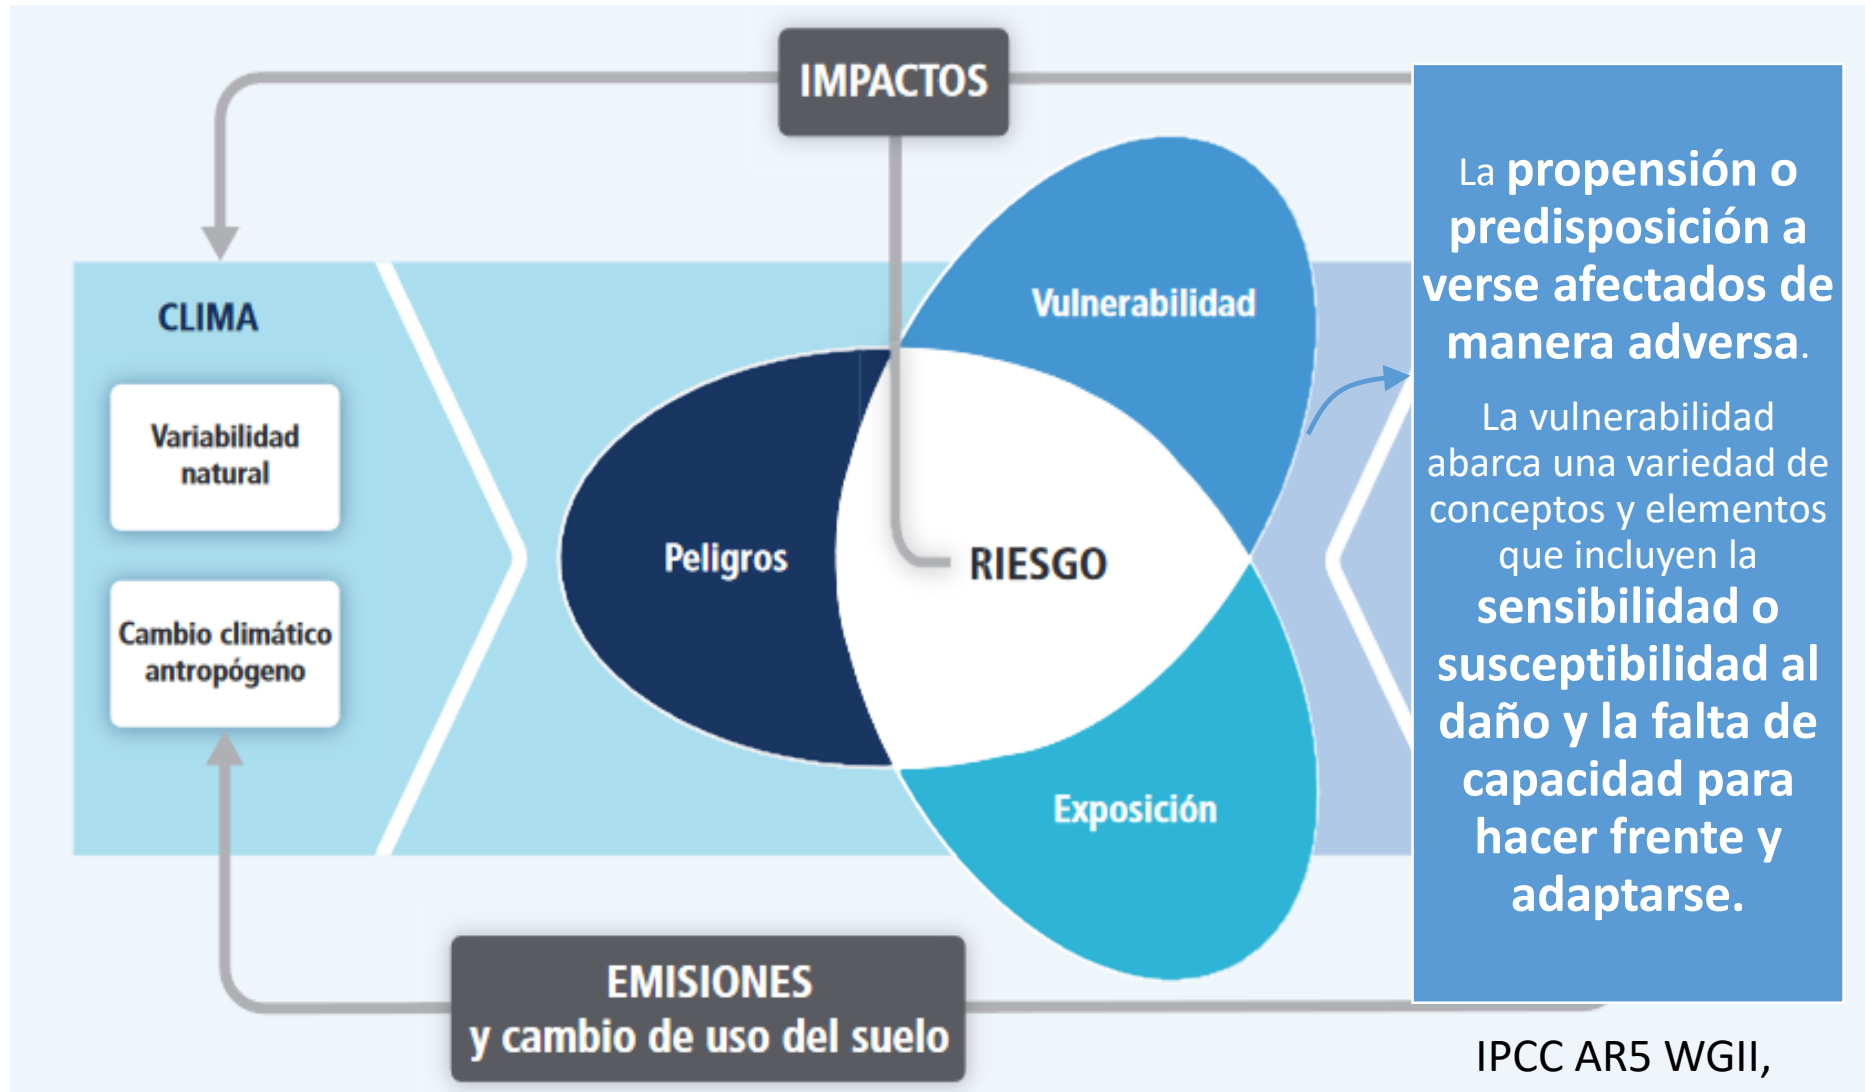 IMPACTOS
CLIMA
Variabilidad
natural
Cambio climático
antropógeno
Peligros
RIESGO
Vulnerabilidad
Exposición
EMISIONES
y cambio de uso del suelo
La propensión o
predisposición a
verse afectados de
manera adversa.
La vulnerabilidad
abarca una variedad de
conceptos y elementos
que incluyen la
sensibilidad o
susceptibilidad al
daño y la falta de
capacidad para
hacer frente y
adaptarse.
IPCC AR5 WGII,